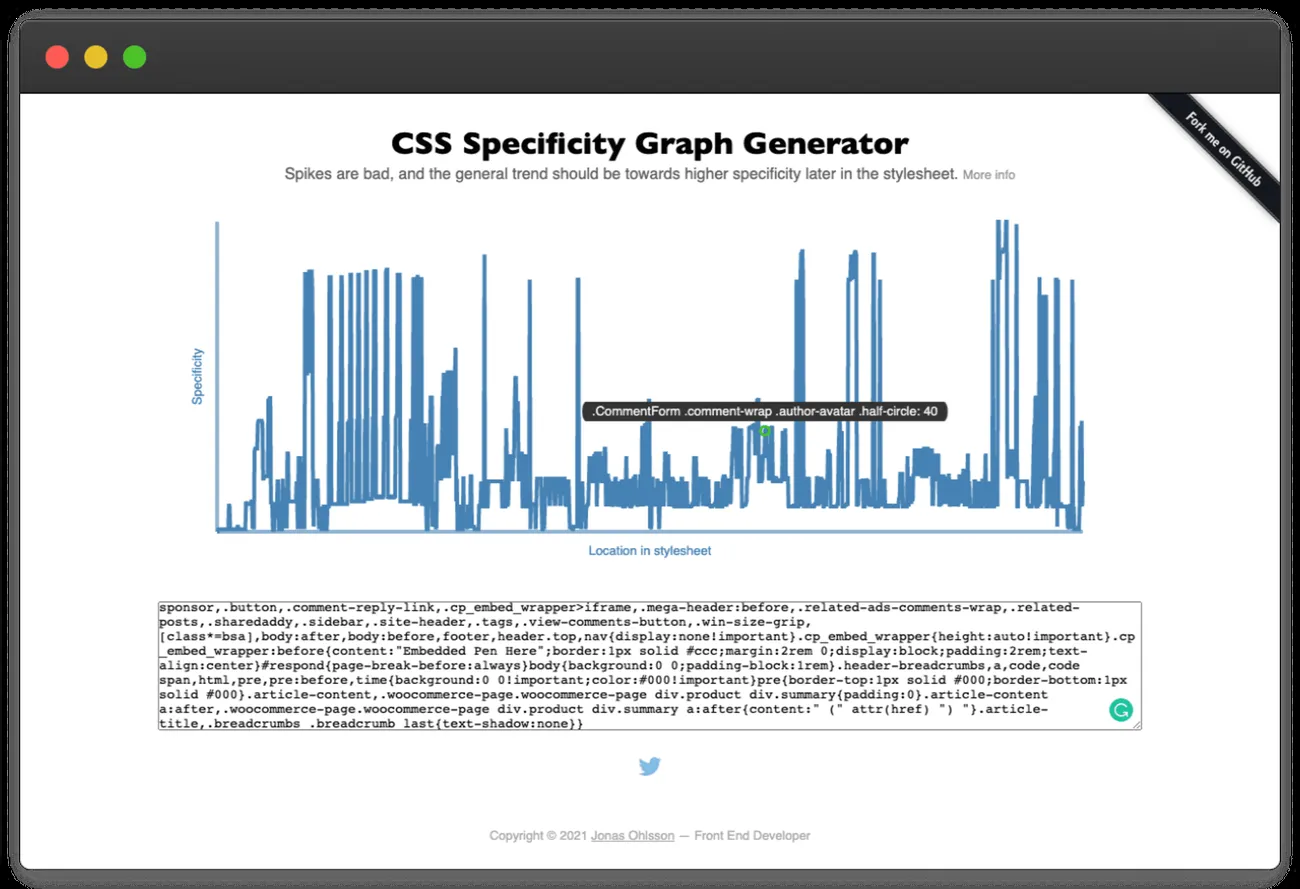 Fork me on GitHub
CSS Specificity Graph Generator
Spikes are bad, and the general trend should be towards higher specificity later in the stylesheet. More info
Specificity
.CommentForm .comment-wrap .author-avatar .half-circle: 40
Location in stylesheet
sponsor,.button,.comment-reply-link,.cp_embed_wrapper>iframe,.mega-header:before,.related-ads-comments-wrap,.related-
posts,.sharedaddy,.sidebar,.site-header,.tags,.view-comments-button,.win-size-grip,
[class*=bsa],body:after,body:before,footer,header.top,nav{display:none!important}.cp_embed_wrapper{height:auto!important}.cp
_embed_wrapper:before{content:"Embedded Pen Here";border:1px solid #ccc;margin:2rem 0;display:block;padding:2rem;text-
align:center}#respond{page-break-before:always}body{background:0 0;padding-block:1rem}.header-breadcrumbs,a,code,code
span,html,pre,pre:before,time{background:0 0!important;color:#000!important}pre{border-top:1px solid #000;border-bottom:1px
solid #000}.article-content,.woocommerce-page.woocommerce-page div.product div.summary{padding:0}.article-content
a:after,.woocommerce-page.woocommerce-page div.product div.summary a:after{content:" (" attr(href) ") "}.article-
title,.breadcrumbs .breadcrumb_last{text-shadow:none}}
Copyright © 2021 Jonas Ohlsson — Front End Developer